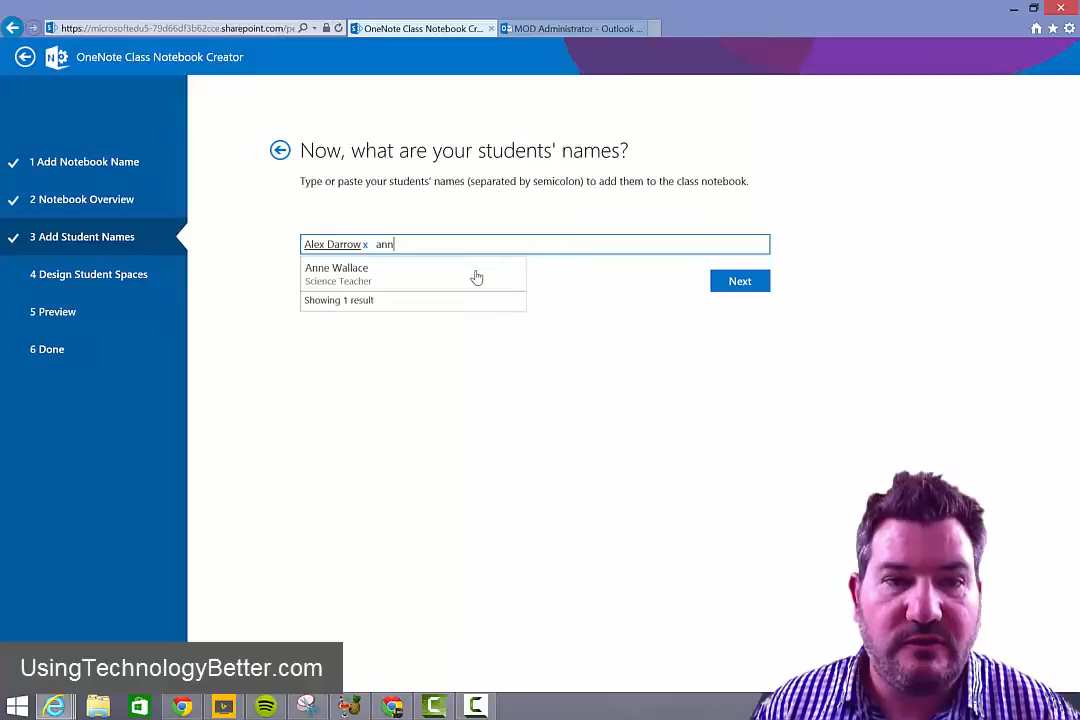 https://microsoftedu5-79d66df3b62cce.sharepoint.com/pe
OneNote Class Notebook Cr... ×
MOD Administrator - Outlook ...
OneNote Class Notebook Creator
1 Add Notebook Name
2 Notebook Overview
3 Add Student Names
4 Design Student Spaces
5 Preview
6 Done
Now, what are your students' names?
Type or paste your students' names (separated by semicolon) to add them to the class notebook.
Alex Darrow x ann
Anne Wallace
Science Teacher
Showing 1 result
Next
UsingTechnologyBetter.com